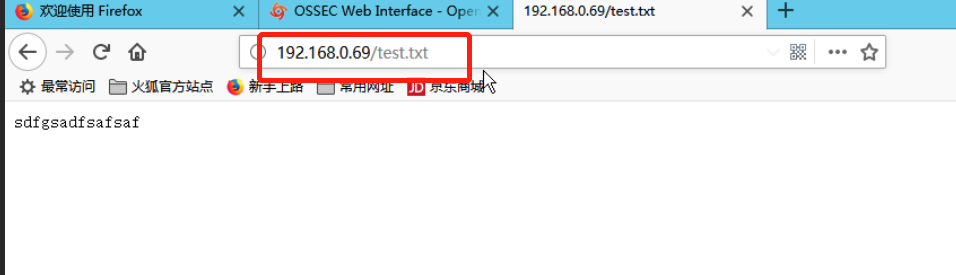 欢迎使用 Firefox
OSSEC Web Interface - Open
192.168.0.69/test.txt
192.168.0.69/test.txt
最常访问 火狐官方站点 新手上路 常用网址 JD 京东商城
sdfgsadfsafsaf